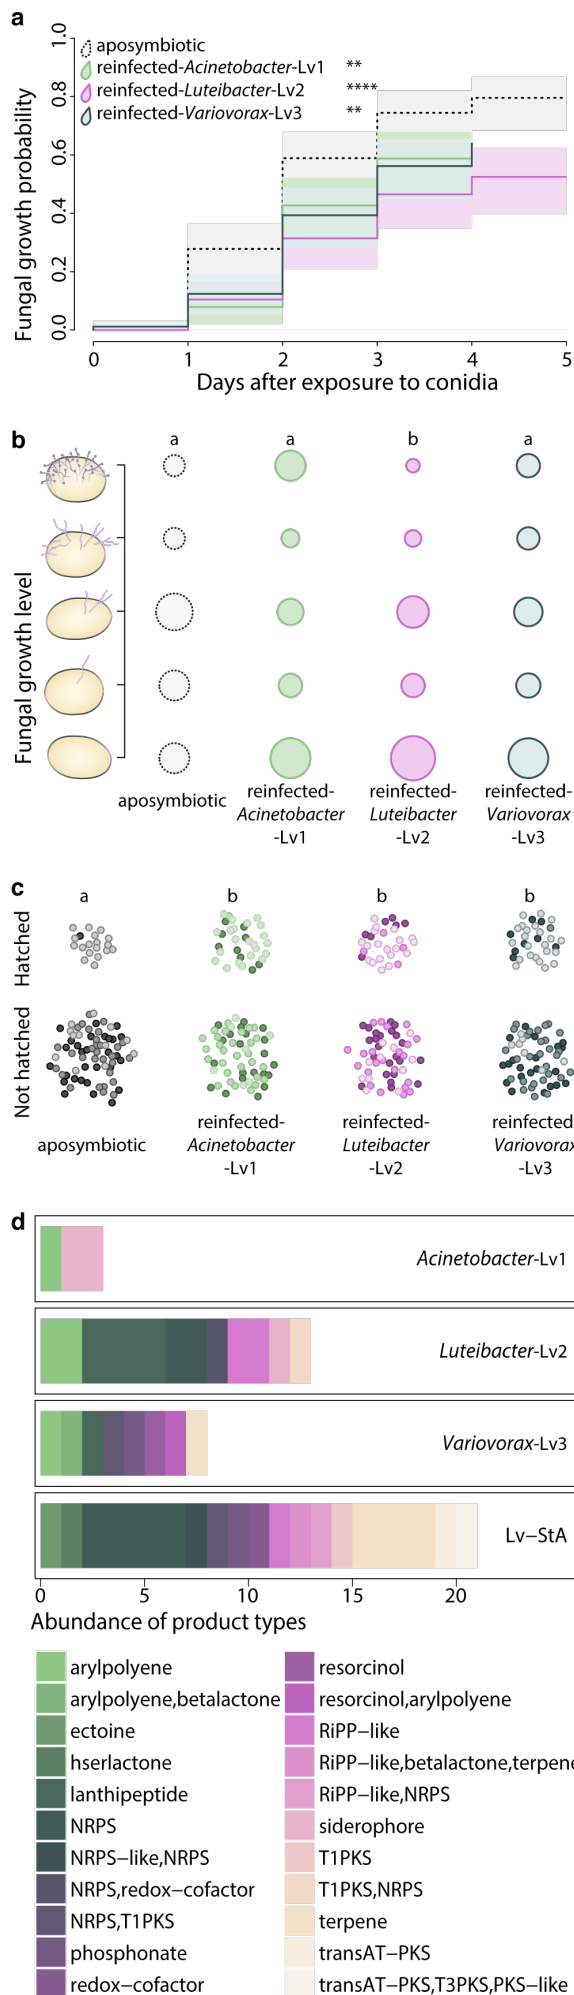 a
aposymbiotic
reinfected-Acinetobacter-Lv1 **
reinfected-Luteibacter-Lv2 ****
reinfected-Variovorax-Lv3 **
Fungal growth probability
1.0
0.8
0.6
0.4
0.2
0.0
0 1 2 3 4 5
Days after exposure to conidia
b
a a b a
Fungal growth level
aposymbiotic
reinfected-
Acinetobacter
-Lv1
reinfected-
Luteibacter
-Lv2
reinfected-
Variovorax
-Lv3
c
a b b b
Hatched
Not hatched
aposymbiotic
reinfected-
Acinetobacter
-Lv1
reinfected-
Luteibacter
-Lv2
reinfected
Variovorax
-Lv3
d
Acinetobacter-Lv1
Luteibacter-Lv2
Variovorax-Lv3
Lv−StA
0 5 10 15 20
Abundance of product types
arylpolyene
arylpolyene,betalactone
ectoine
hserlactone
lanthipeptide
NRPS
NRPS−like,NRPS
NRPS,redox−cofactor
NRPS,T1PKS
phosphonate
redox−cofactor
resorcinol
resorcinol,arylpolyene
RiPP−like
RiPP−like,betalactone,terpene
RiPP−like,NRPS
siderophore
T1PKS
T1PKS,NRPS
terpene
transAT−PKS
transAT−PKS,T3PKS,PKS−like